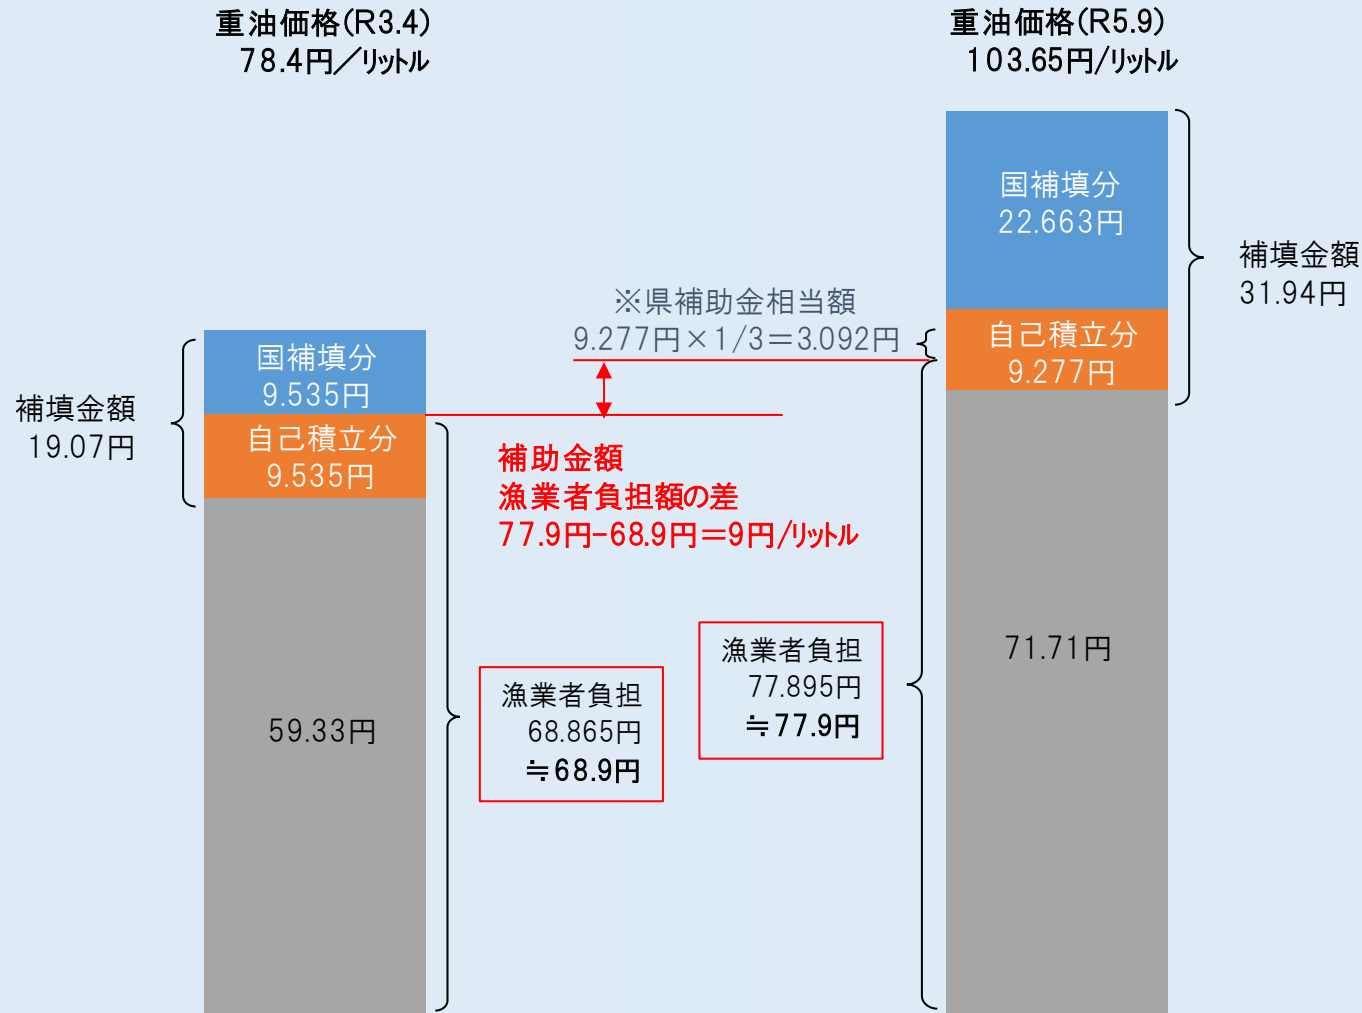 重油価格(R3.4)
78.4円／リットル
重油価格(R5.9)
103.65円/リットル
国補填分
22.663円
補填金額
31.94円
※県補助金相当額
9.277円×1/3＝3.092円
自己積立分
9.277円
国補填分
9.535円
補填金額
19.07円
自己積立分
9.535円
補助金額
漁業者負担額の差
77.9円-68.9円＝9円/リットル
漁業者負担
77.895円
≒77.9円
71.71円
漁業者負担
68.865円
≒68.9円
59.33円